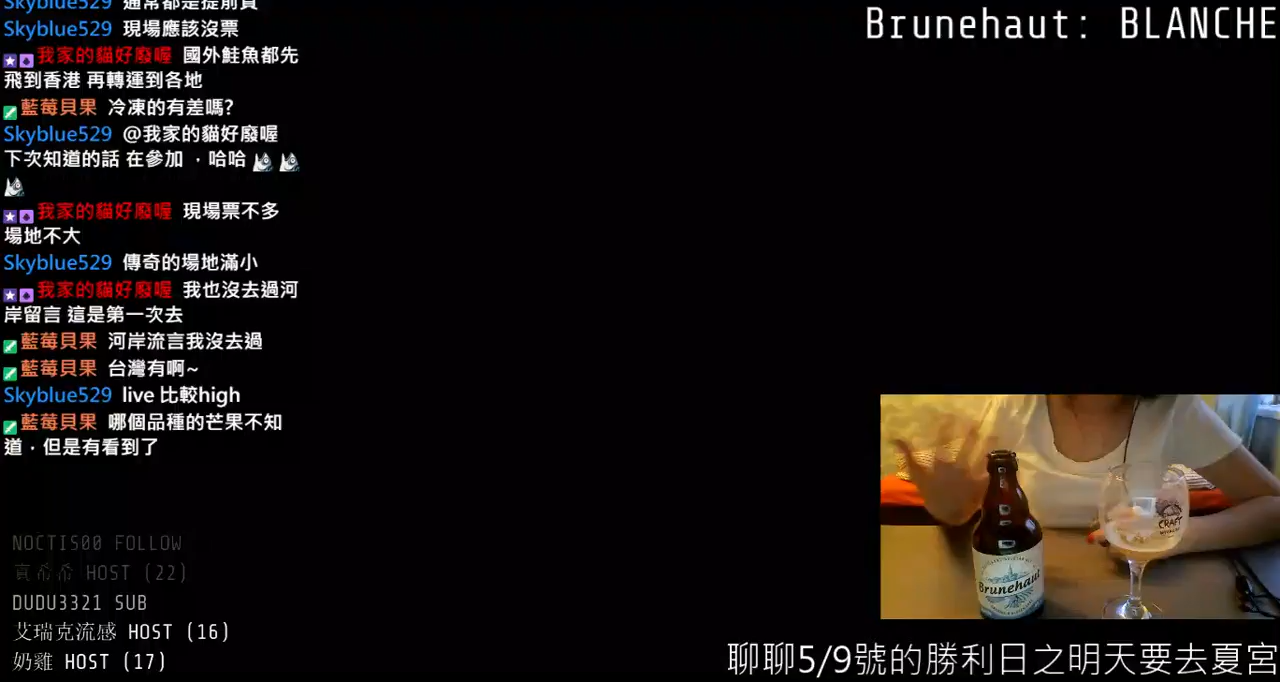 Skyblue529 通常都是提前買
Skyblue529 現場應該沒票
我家的貓好廢喔 國外鮭魚都先
飛到香港 再轉運到各地
藍莓貝果 冷凍的有差嗎?
Skyblue529 @我家的貓好廢喔
下次知道的話 在參加 ，哈哈
我家的貓好廢喔 現場票不多
場地不大
Skyblue529 傳奇的場地滿小
我家的貓好廢喔 我也沒去過河
岸留言 這是第一次去
藍莓貝果 河岸流言我沒去過
藍莓貝果 台灣有啊~
Skyblue529 live 比較high
藍莓貝果 哪個品種的芒果不知
道，但是有看到了
NOCTIS00 FOLLOW
HOST (22)
DUDU3321 SUB
艾瑞克流感 HOST (16)
奶雞 HOST (17)
Brunehaut: BLANCHE
Brunehaut
CRAFT
聊聊5/9號的勝利日之明天要去夏宮